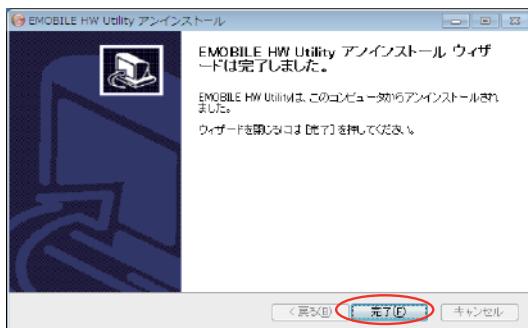 EMOBILE HW Utility アンインストール
EMOBILE HW Utility アンインストール ウィザ
ードは完了しました。
EMOBILE HW Utilityは、このコンピュータからアンインストールされ
ました。
ウィザードを閉じるには [完了] を押してください。
< 戻る(B)
完了(F)
キャンセル